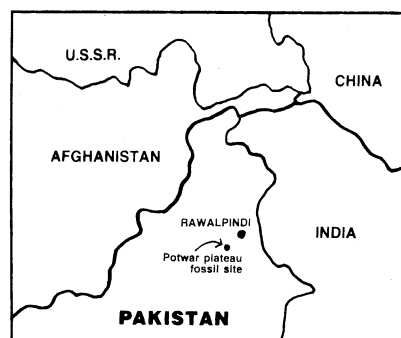 U.S.S.R.
CHINA
AFGHANISTAN
RAWALPINDI
INDIA
Potwar plateau
fossil site
PAKISTAN